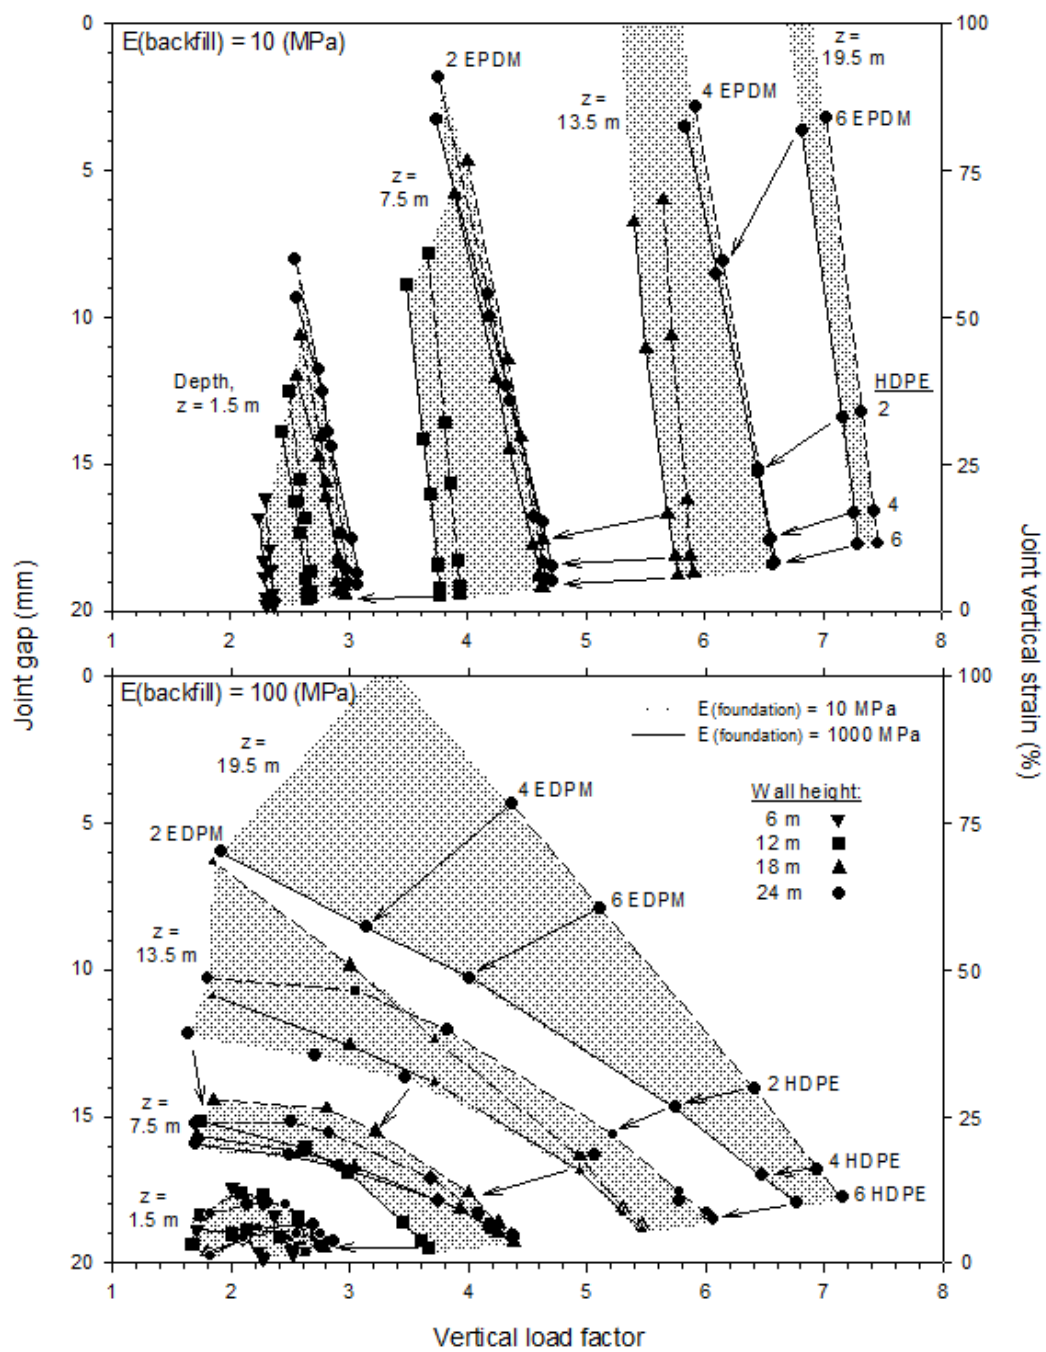 0
100
E(backfill) = 10 (MPa)
2 EPDM
z =
19.5 m
z =
13.5 m
4 EPDM
6 EPDM
5
75
z =
7.5 m
10
50
Depth,
z = 1.5 m
HDPE
2
15
25
4
6
20
0
1 2 3 4 5 6 7 8
Joint gap (mm)
Joint vertical strain (%)
0
100
E(backfill) = 100 (MPa)
E(foundation) = 10 MPa
E(foundation) = 1000 MPa
z =
19.5 m
4 EDPM
Wall height:
6 m
12 m
18 m
24 m
5
75
2 EDPM
6 EDPM
z =
13.5 m
10
50
2 HDPE
15
25
z =
7.5 m
4 HDPE
6 HDPE
z =
1.5 m
20
0
1 2 3 4 5 6 7 8
Vertical load factor